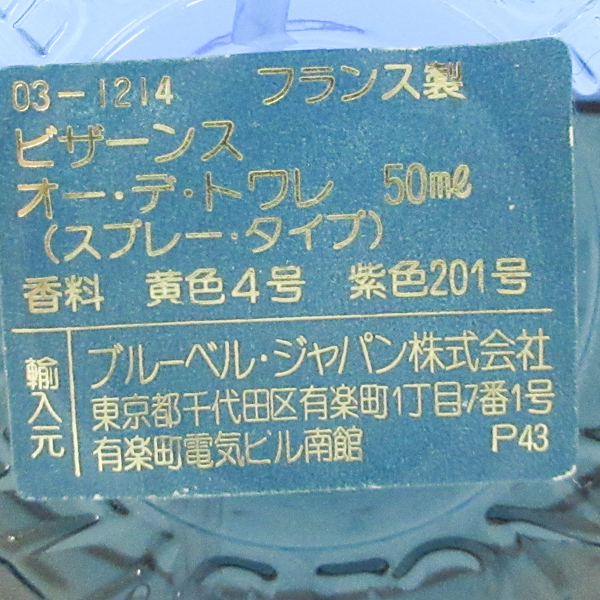 03-1214 フランス製
ビザーンス
オー・デ・トワレ 50ml
(スプレー・タイプ)
香料 黄色4号 紫色201号
輸入元
ブルーベル・ジャパン株式会社
東京都千代田区有楽町1丁目7番1号
有楽町電気ビル南館 P43